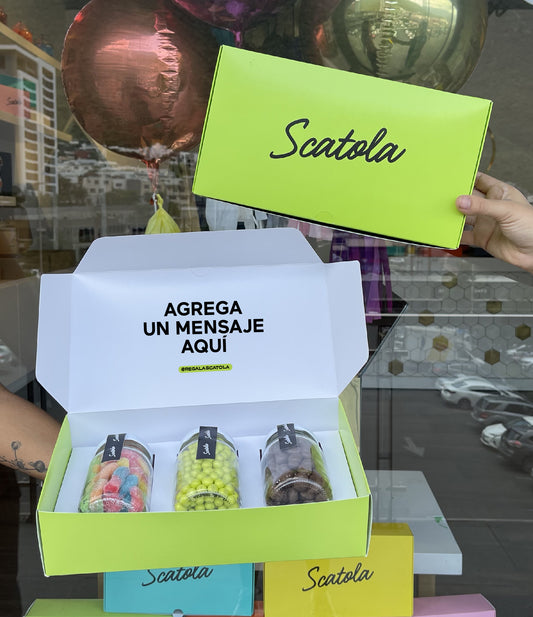 Scatola
AGREGA
UN MENSAJE
AQUÍ
@REGALASCATOLA
Scatola
Scatola